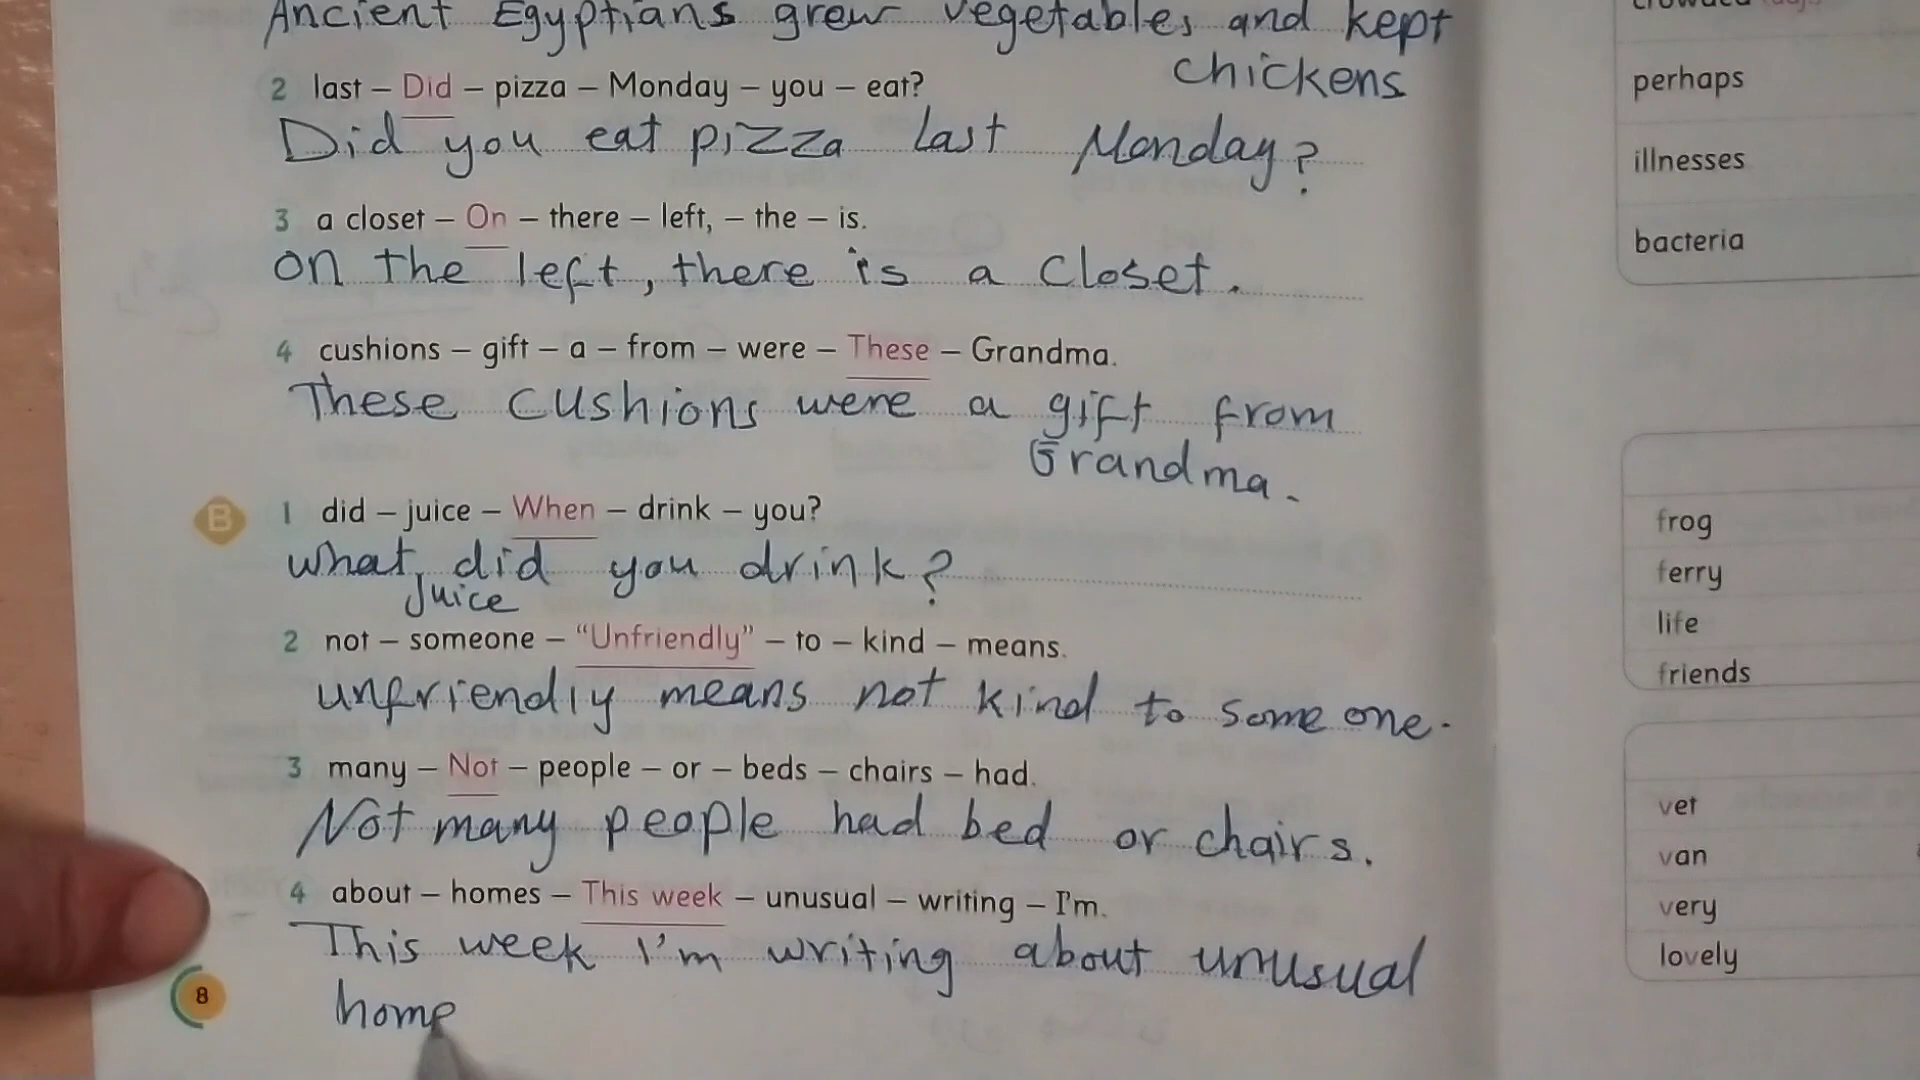 Ancient Egyptians grew vegetables and kept
chickens
2 last – Did – pizza – Monday – you – eat?
Did you eat pizza last Monday?
3 a closet – On – there – left, – the – is.
on the left, there is a closet.
4 cushions – gift – a – from – were – These – Grandma.
These cushions were a gift from
Grandma.
B 1 did – juice – When – drink – you?
what did you drink?
juice
2 not – someone – “Unfriendly” – to – kind – means.
unfriendly means not kind to someone.
3 many – Not – people – or – beds – chairs – had.
Not many people had bed or chairs.
4 about – homes – This week – unusual – writing – I'm.
This week I'm writing about unusual
home
8
perhaps
illnesses
bacteria
frog
ferry
life
friends
vet
van
very
lovely